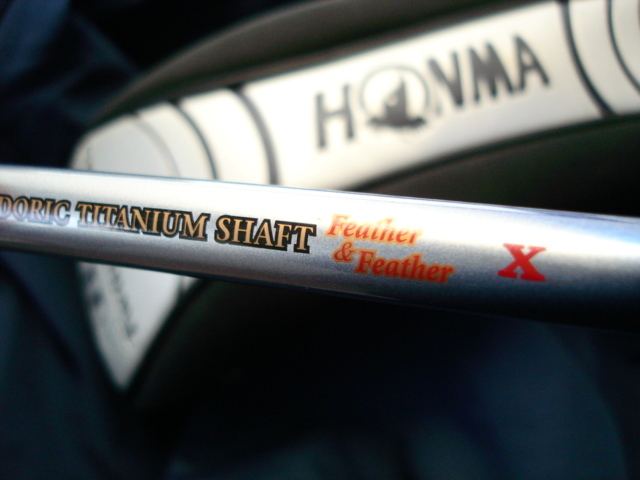 HONMA
DORIC TITANIUM SHAFT Feather & Feather X